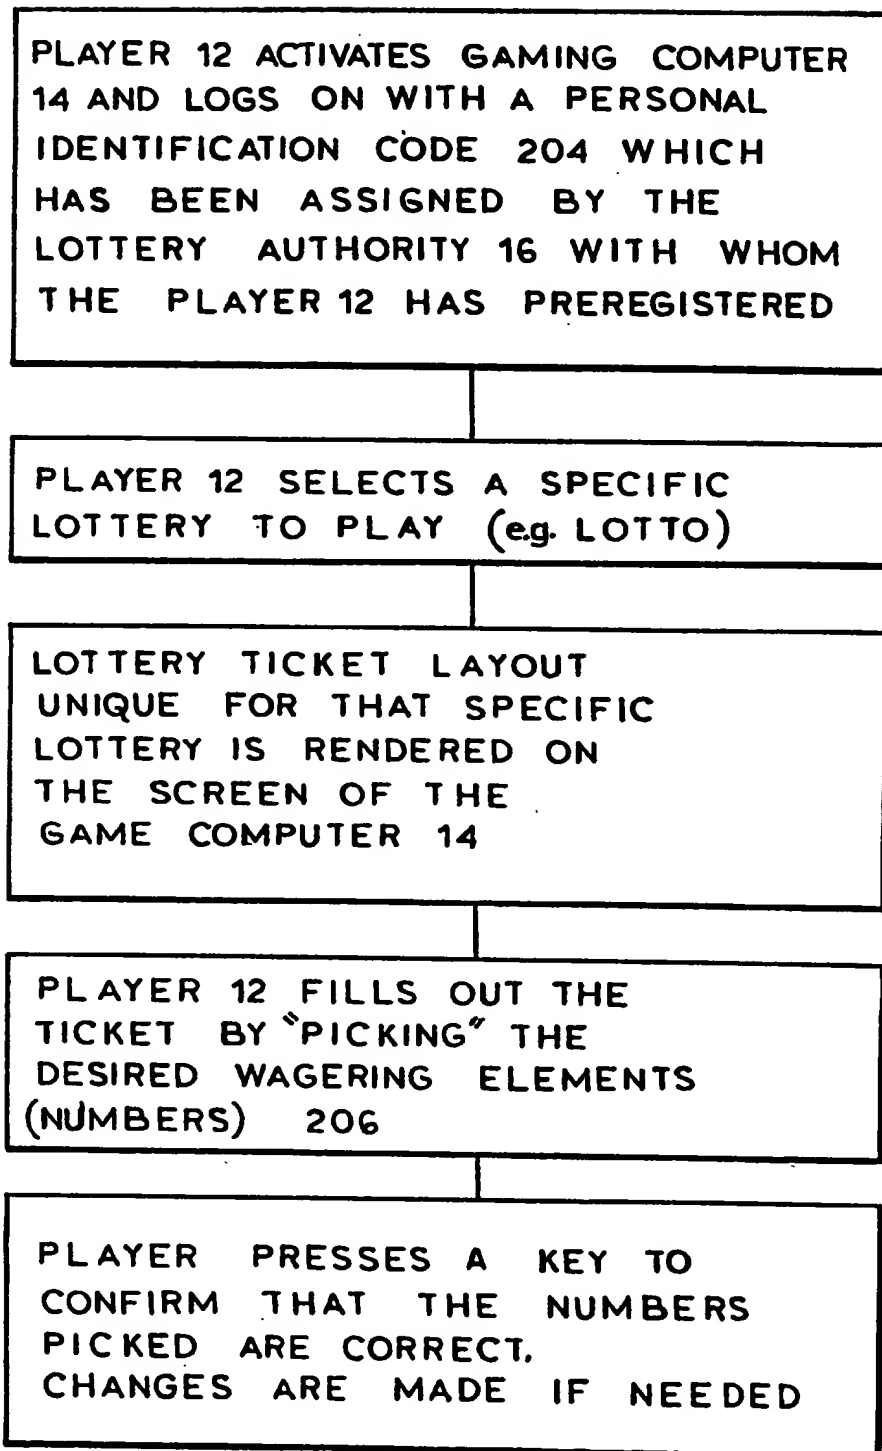 PLAYER 12 ACTIVATES GAMING COMPUTER
14 AND LOGS ON WITH A PERSONAL
IDENTIFICATION CODE 204 WHICH
HAS BEEN ASSIGNED BY THE
LOTTERY AUTHORITY 16 WITH WHOM
THE PLAYER 12 HAS PREREGISTERED
PLAYER 12 SELECTS A SPECIFIC
LOTTERY TO PLAY (e.g. LOTTO)
LOTTERY TICKET LAYOUT
UNIQUE FOR THAT SPECIFIC
LOTTERY IS RENDERED ON
THE SCREEN OF THE
GAME COMPUTER 14
PLAYER 12 FILLS OUT THE
TICKET BY "PICKING" THE
DESIRED WAGERING ELEMENTS
(NUMBERS) 206
PLAYER PRESSES A KEY TO
CONFIRM THAT THE NUMBERS
PICKED ARE CORRECT.
CHANGES ARE MADE IF NEEDED